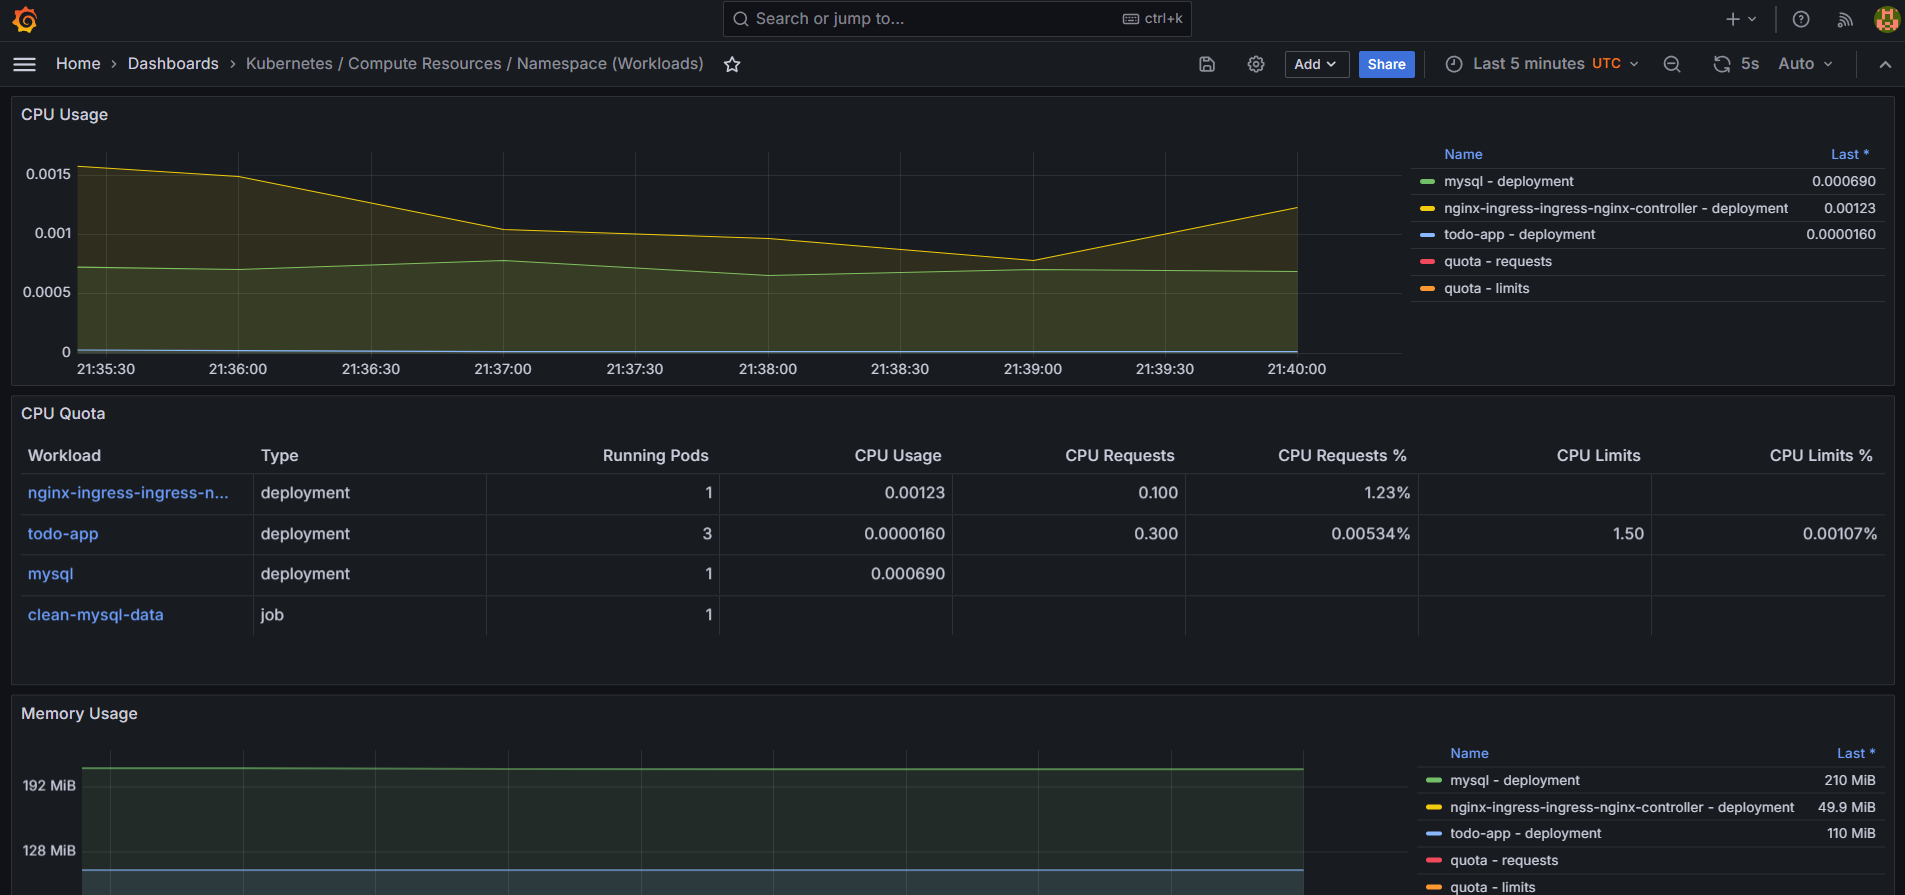 Search or jump to...
ctrl+k
Home > Dashboards > Kubernetes / Compute Resources / Namespace (Workloads)
Add
Share
Last 5 minutes UTC
5s
Auto
CPU Usage
0.0015
0.001
0.0005
0
21:35:30 21:36:00 21:36:30 21:37:00 21:37:30 21:38:00 21:38:30 21:39:00 21:39:30 21:40:00
Name Last *
mysql - deployment 0.000690
nginx-ingress-ingress-nginx-controller - deployment 0.00123
todo-app - deployment 0.0000160
quota - requests
quota - limits
CPU Quota
Workload Type Running Pods CPU Usage CPU Requests CPU Requests % CPU Limits CPU Limits %
nginx-ingress-ingress-n... deployment 1 0.00123 0.100 1.23%
todo-app deployment 3 0.0000160 0.300 0.00534% 1.50 0.00107%
mysql deployment 1 0.000690
clean-mysql-data job 1
Memory Usage
192 MiB
128 MiB
Name Last *
mysql - deployment 210 MiB
nginx-ingress-ingress-nginx-controller - deployment 49.9 MiB
todo-app - deployment 110 MiB
quota - requests
quota - limits